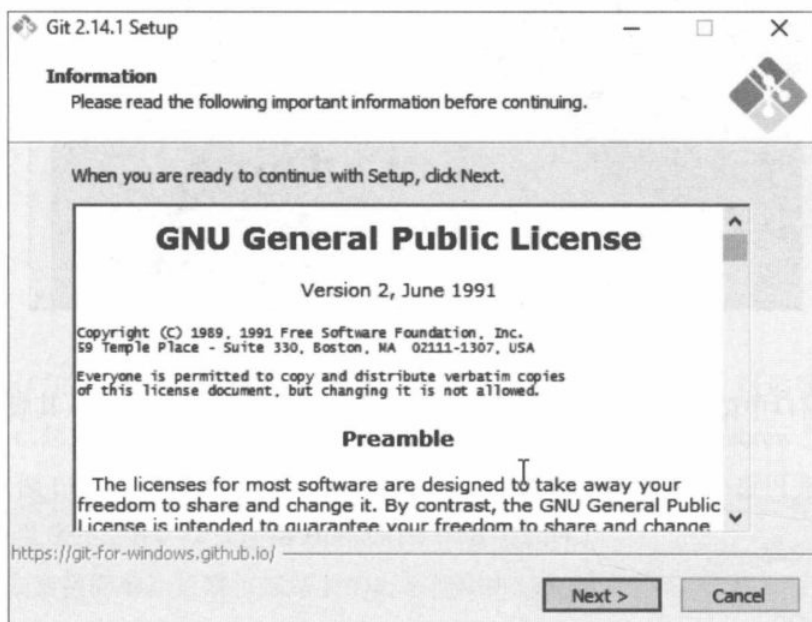 Git 2.14.1 Setup
Information
Please read the following important information before continuing.
When you are ready to continue with Setup, click Next.
GNU General Public License
Version 2, June 1991
Copyright (C) 1989, 1991 Free Software Foundation, Inc.
59 Temple Place - Suite 330, Boston, MA 02111-1307, USA
Everyone is permitted to copy and distribute verbatim copies
of this license document, but changing it is not allowed.
Preamble
The licenses for most software are designed to take away your
freedom to share and change it. By contrast, the GNU General Public
License is intended to guarantee your freedom to share and change
https://git-for-windows.github.io/
Next >
Cancel